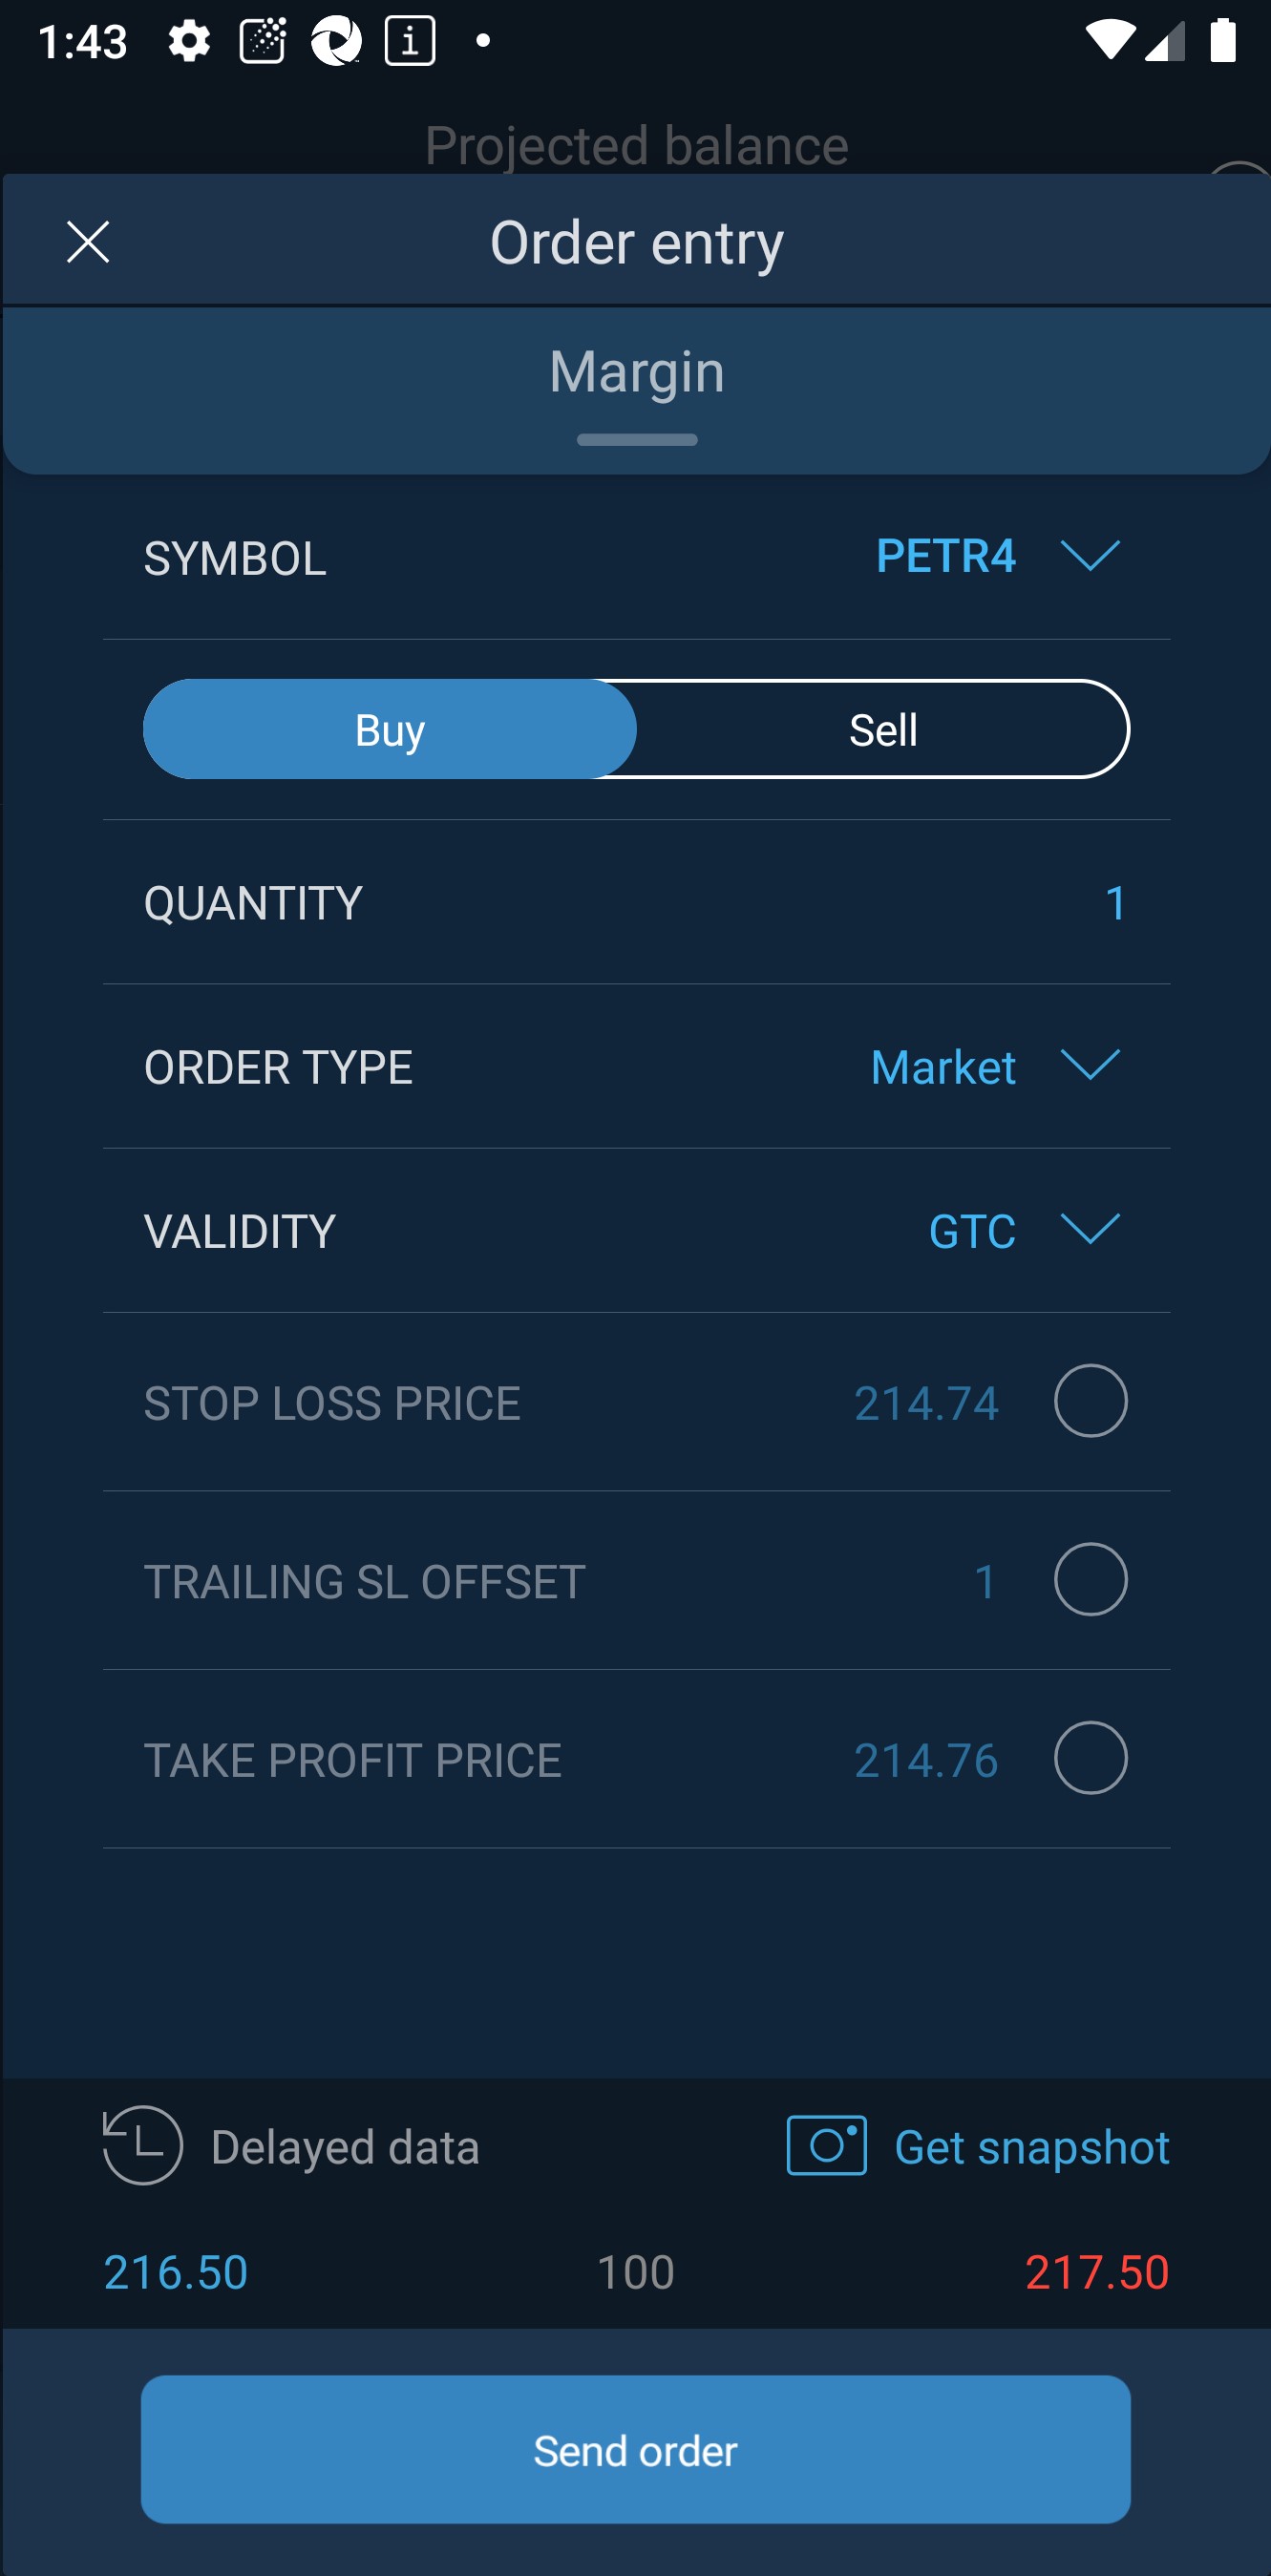 1:43
Projected balance
Order entry
Margin
SYMBOL PETR4
Buy Sell
QUANTITY 1
ORDER TYPE Market
VALIDITY GTC
STOP LOSS PRICE 214.74
TRAILING SL OFFSET 1
TAKE PROFIT PRICE 214.76
Delayed data Get snapshot
216.50 100 217.50
Send order